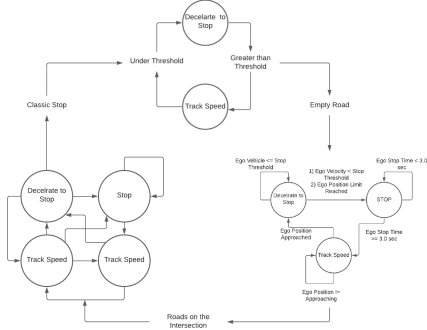 Decelarte to
Stop
Under Threshold
Greater than
Threshold
Track Speed
Classic Stop
Empty Road
Decelrate to
Stop
Stop
Track Speed
Track Speed
Ego Vehicle <= Stop
Threshold
1) Ego Velocity < Stop
Threshold
2) Ego Position Limit
Reached
Ego Stop Time < 3.0
sec
Decelrate to
Stop
STOP
Ego Position
Approached
Ego Stop Time
>= 3.0 sec
Track Speed
Ego Position !=
Approaching
Roads on the
Intersection